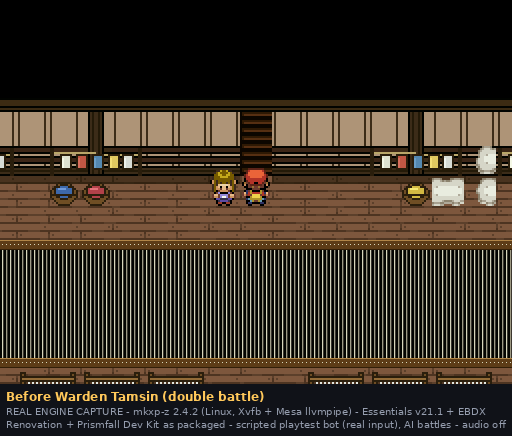 Before Warden Tamsin (double battle)
REAL ENGINE CAPTURE - mkxp-z 2.4.2 (Linux, Xvfb + Mesa llvmpipe) - Essentials v21.1 + EBDX
Renovation + Prismfall Dev Kit as packaged - scripted playtest bot (real input), AI battles - audio off